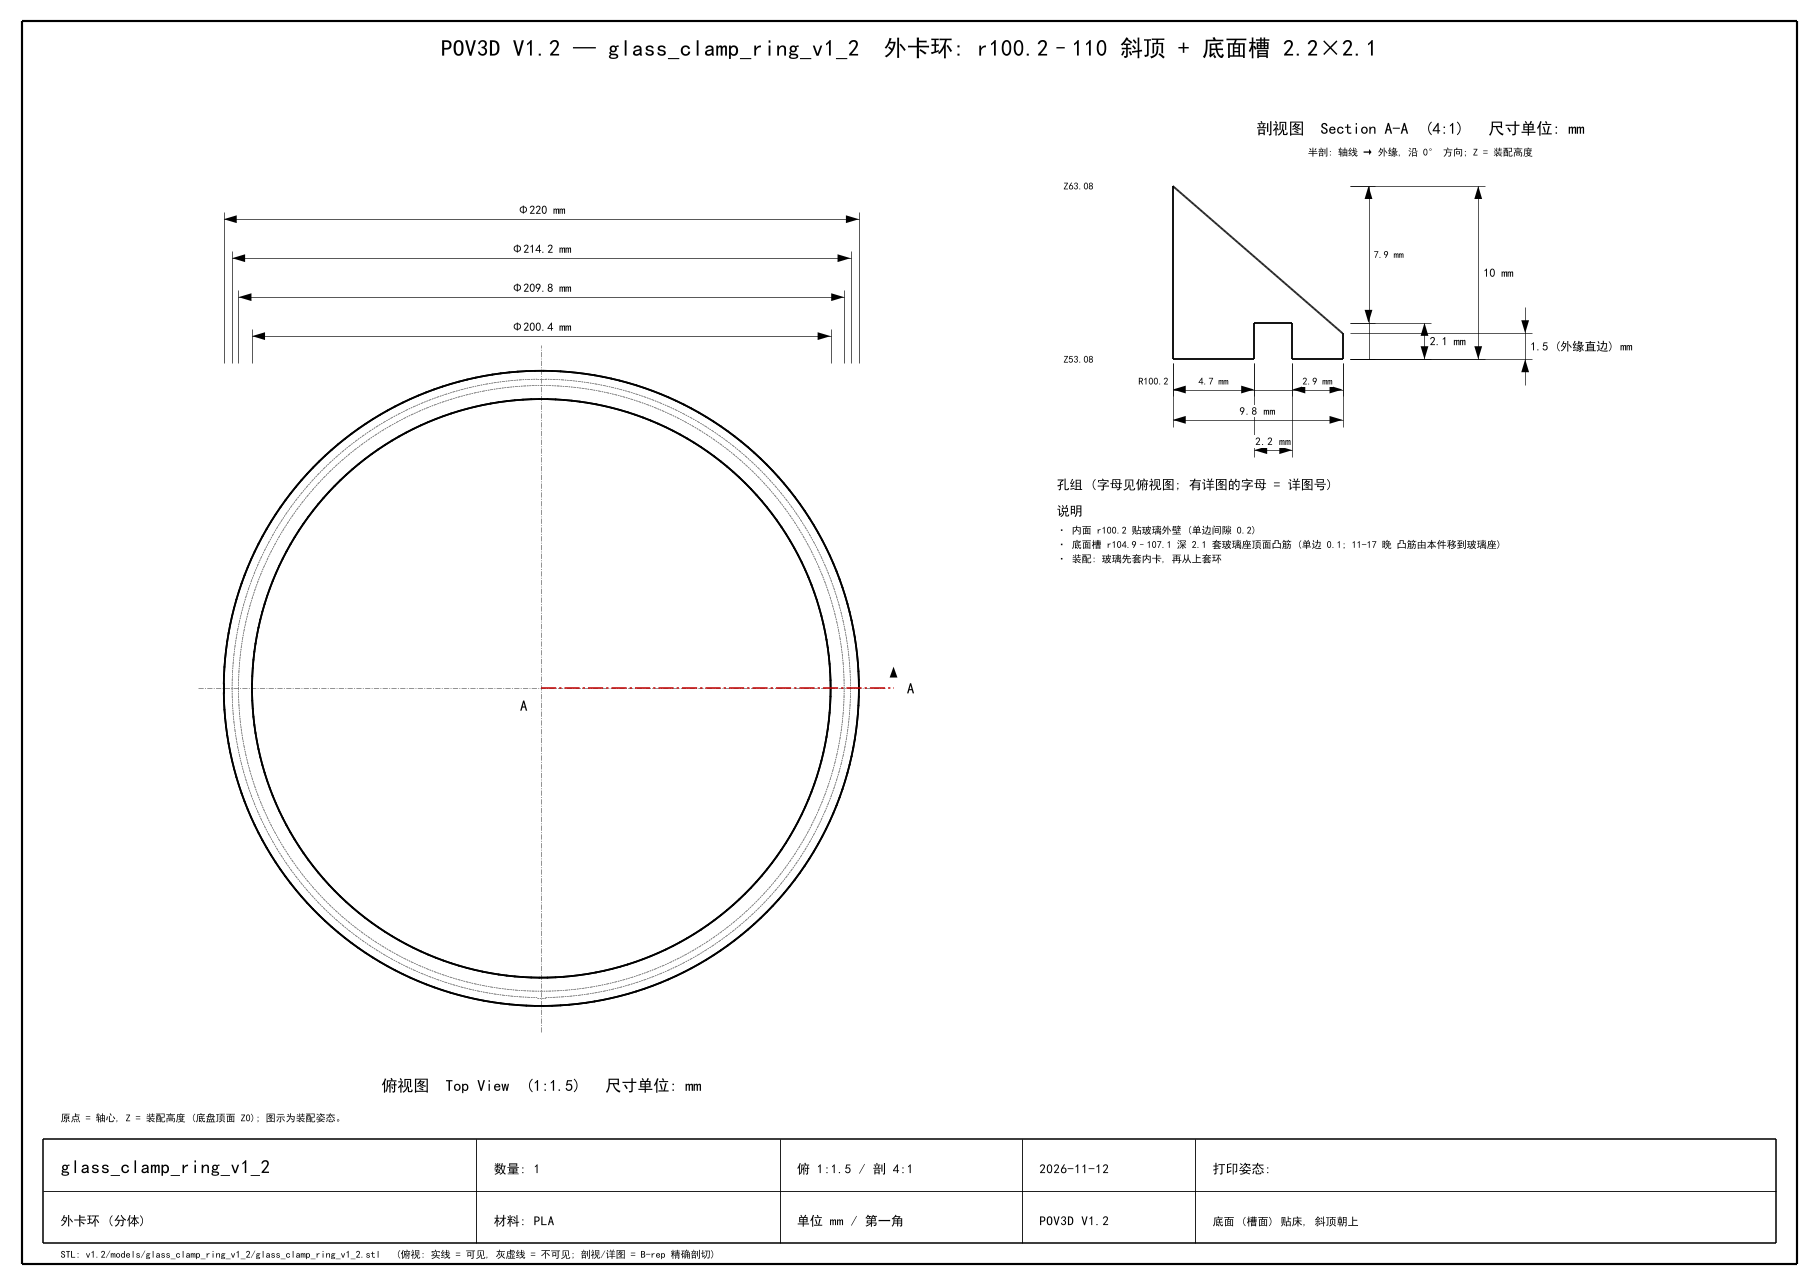 POV3D V1.2 — glass_clamp_ring_v1_2  外卡环: r100.2–110 斜顶 + 底面槽 2.2×2.1
剖视图  Section A-A  (4:1)  尺寸单位: mm
半剖: 轴线 → 外缘, 沿 0° 方向; Z = 装配高度
Z63.08
7.9 mm
10 mm
2.1 mm
1.5 (外缘直边) mm
Z53.08
R100.2
4.7 mm
2.9 mm
9.8 mm
2.2 mm
Φ220 mm
Φ214.2 mm
Φ209.8 mm
Φ200.4 mm
A
A
孔组 (字母见俯视图; 有详图的字母 = 详图号)
说明
· 内面 r100.2 贴玻璃外壁 (单边间隙 0.2)
· 底面槽 r104.9–107.1 深 2.1 套玻璃座顶面凸筋 (单边 0.1; 11-17 晚 凸筋由本件移到玻璃座)
· 装配: 玻璃先套内卡, 再从上套环
俯视图  Top View  (1:1.5)  尺寸单位: mm
原点 = 轴心, Z = 装配高度 (底盘顶面 Z0); 图示为装配姿态。
glass_clamp_ring_v1_2
数量: 1
俯 1:1.5 / 剖 4:1
2026-11-12
打印姿态:
外卡环 (分体)
材料: PLA
单位 mm / 第一角
POV3D V1.2
底面 (槽面) 贴床, 斜顶朝上
STL: v1.2/models/glass_clamp_ring_v1_2/glass_clamp_ring_v1_2.stl  (俯视: 实线 = 可见, 灰虚线 = 不可见; 剖视/详图 = B-rep 精确剖切)